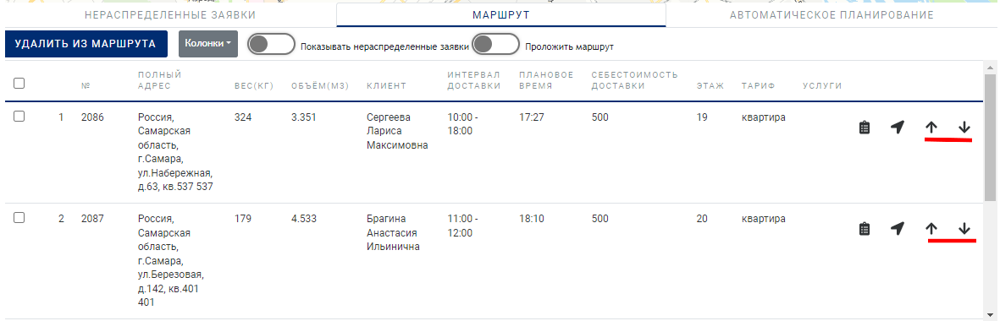 НЕРАСПРЕДЕЛЕННЫЕ ЗАЯВКИ МАРШРУТ АВТОМАТИЧЕСКОЕ ПЛАНИРОВАНИЕ
УДАЛИТЬ ИЗ МАРШРУТА Колонки Показывать нераспределенные заявки Проложить маршрут
№ ПОЛНЫЙ АДРЕС ВЕС(КГ) ОБЪЁМ(М3) КЛИЕНТ ИНТЕРВАЛ ДОСТАВКИ ПЛАНОВОЕ ВРЕМЯ СЕБЕСТОИМОСТЬ ДОСТАВКИ ЭТАЖ ТАРИФ УСЛУГИ
1 2086 Россия, 324 3.351 Сергеева 10:00 - 17:27 500 19 квартира
Самарская Лариса 18:00
область, Максимовна
г.Самара,
ул.Набережная,
д.63, кв.537 537
2 2087 Россия, 179 4.533 Брагина 11:00 - 18:10 500 20 квартира
Самарская Анастасия 12:00
область, Ильинична
г.Самара,
ул.Березовая,
д.142, кв.401
401